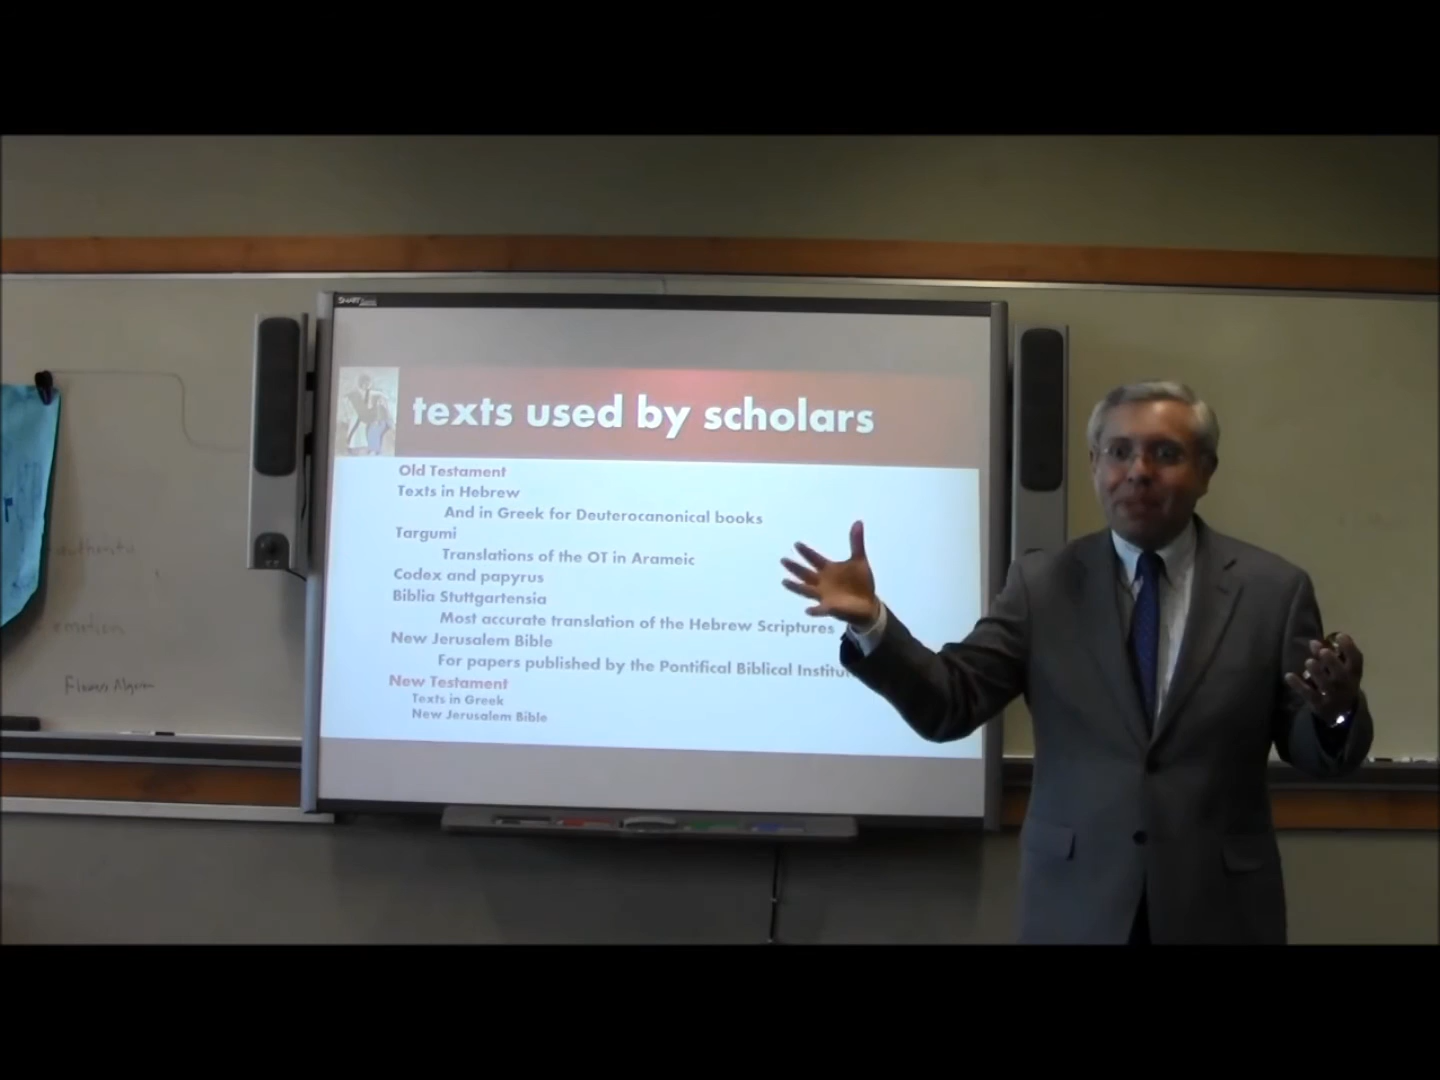 SMART
texts used by scholars
Old Testament
Texts in Hebrew
And in Greek for Deuterocanonical books
Targumi
Translations of the OT in Arameic
Codex and papyrus
Biblia Stuttgartensia
Most accurate translation of the Hebrew Scriptures
New Jerusalem Bible
For papers published by the Pontifical Biblical
New Testament
Texts in Greek
New Jerusalem Bible
emotion